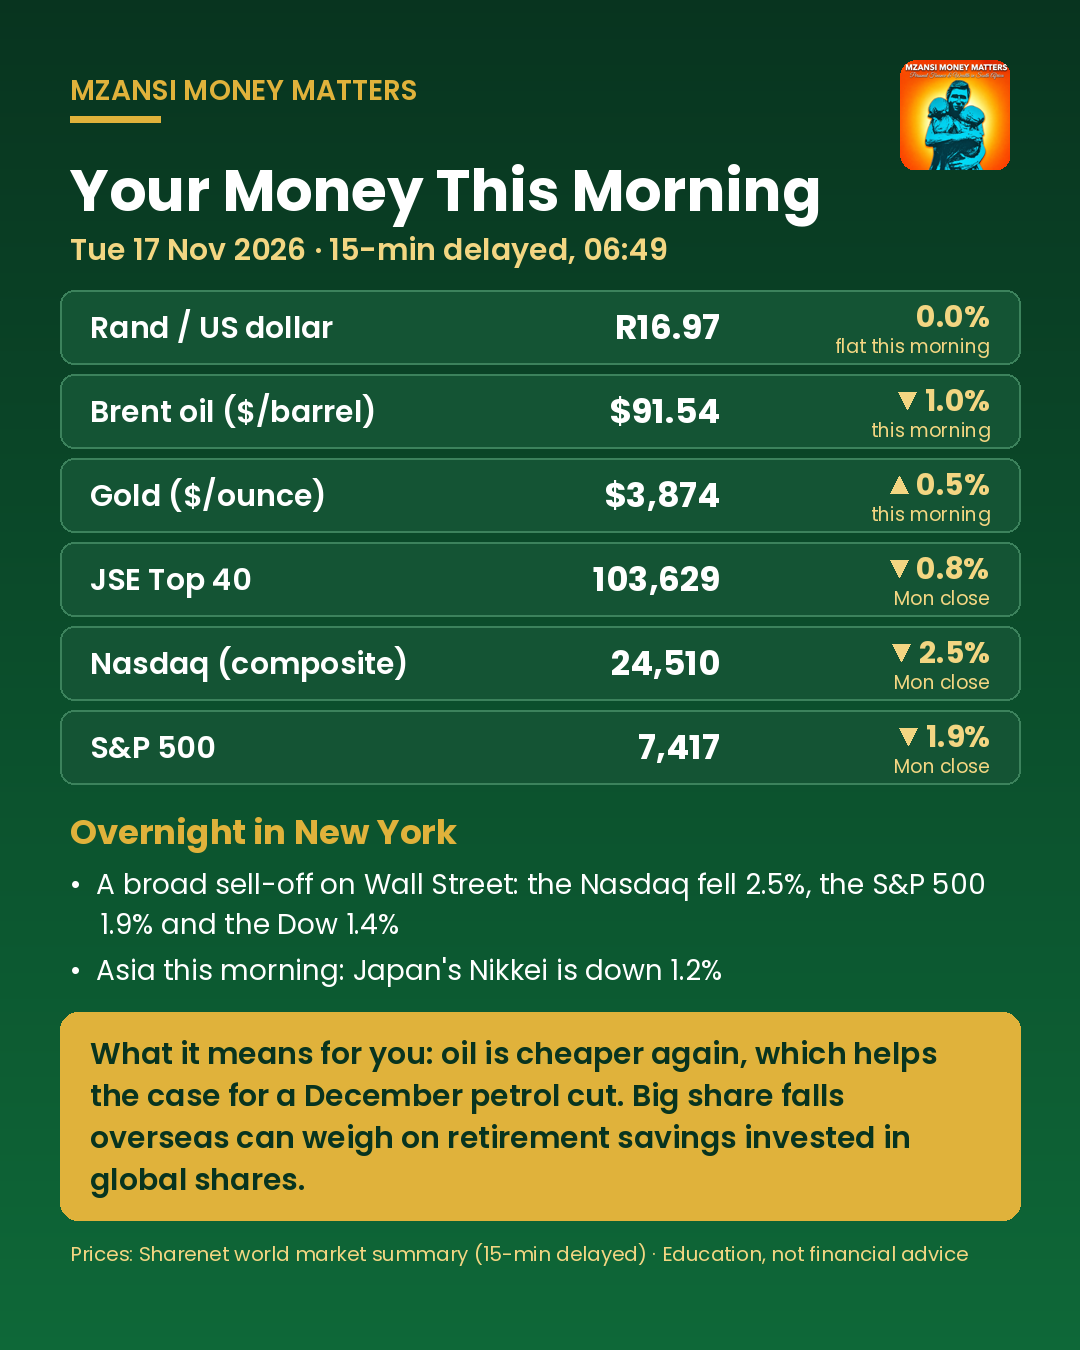 MZANSI MONEY MATTERS
MZANSI MONEY MATTERS
Your Money This Morning
Tue 17 Nov 2026 · 15-min delayed, 06:49
Rand / US dollar R16.97 0.0%
flat this morning
Brent oil ($/barrel) $91.54 ▼ 1.0%
this morning
Gold ($/ounce) $3,874 ▲ 0.5%
this morning
JSE Top 40 103,629 ▼ 0.8%
Mon close
Nasdaq (composite) 24,510 ▼ 2.5%
Mon close
S&P 500 7,417 ▼ 1.9%
Mon close
Overnight in New York
• A broad sell-off on Wall Street: the Nasdaq fell 2.5%, the S&P 500
1.9% and the Dow 1.4%
• Asia this morning: Japan's Nikkei is down 1.2%
What it means for you: oil is cheaper again, which helps
the case for a December petrol cut. Big share falls
overseas can weigh on retirement savings invested in
global shares.
Prices: Sharenet world market summary (15-min delayed) · Education, not financial advice